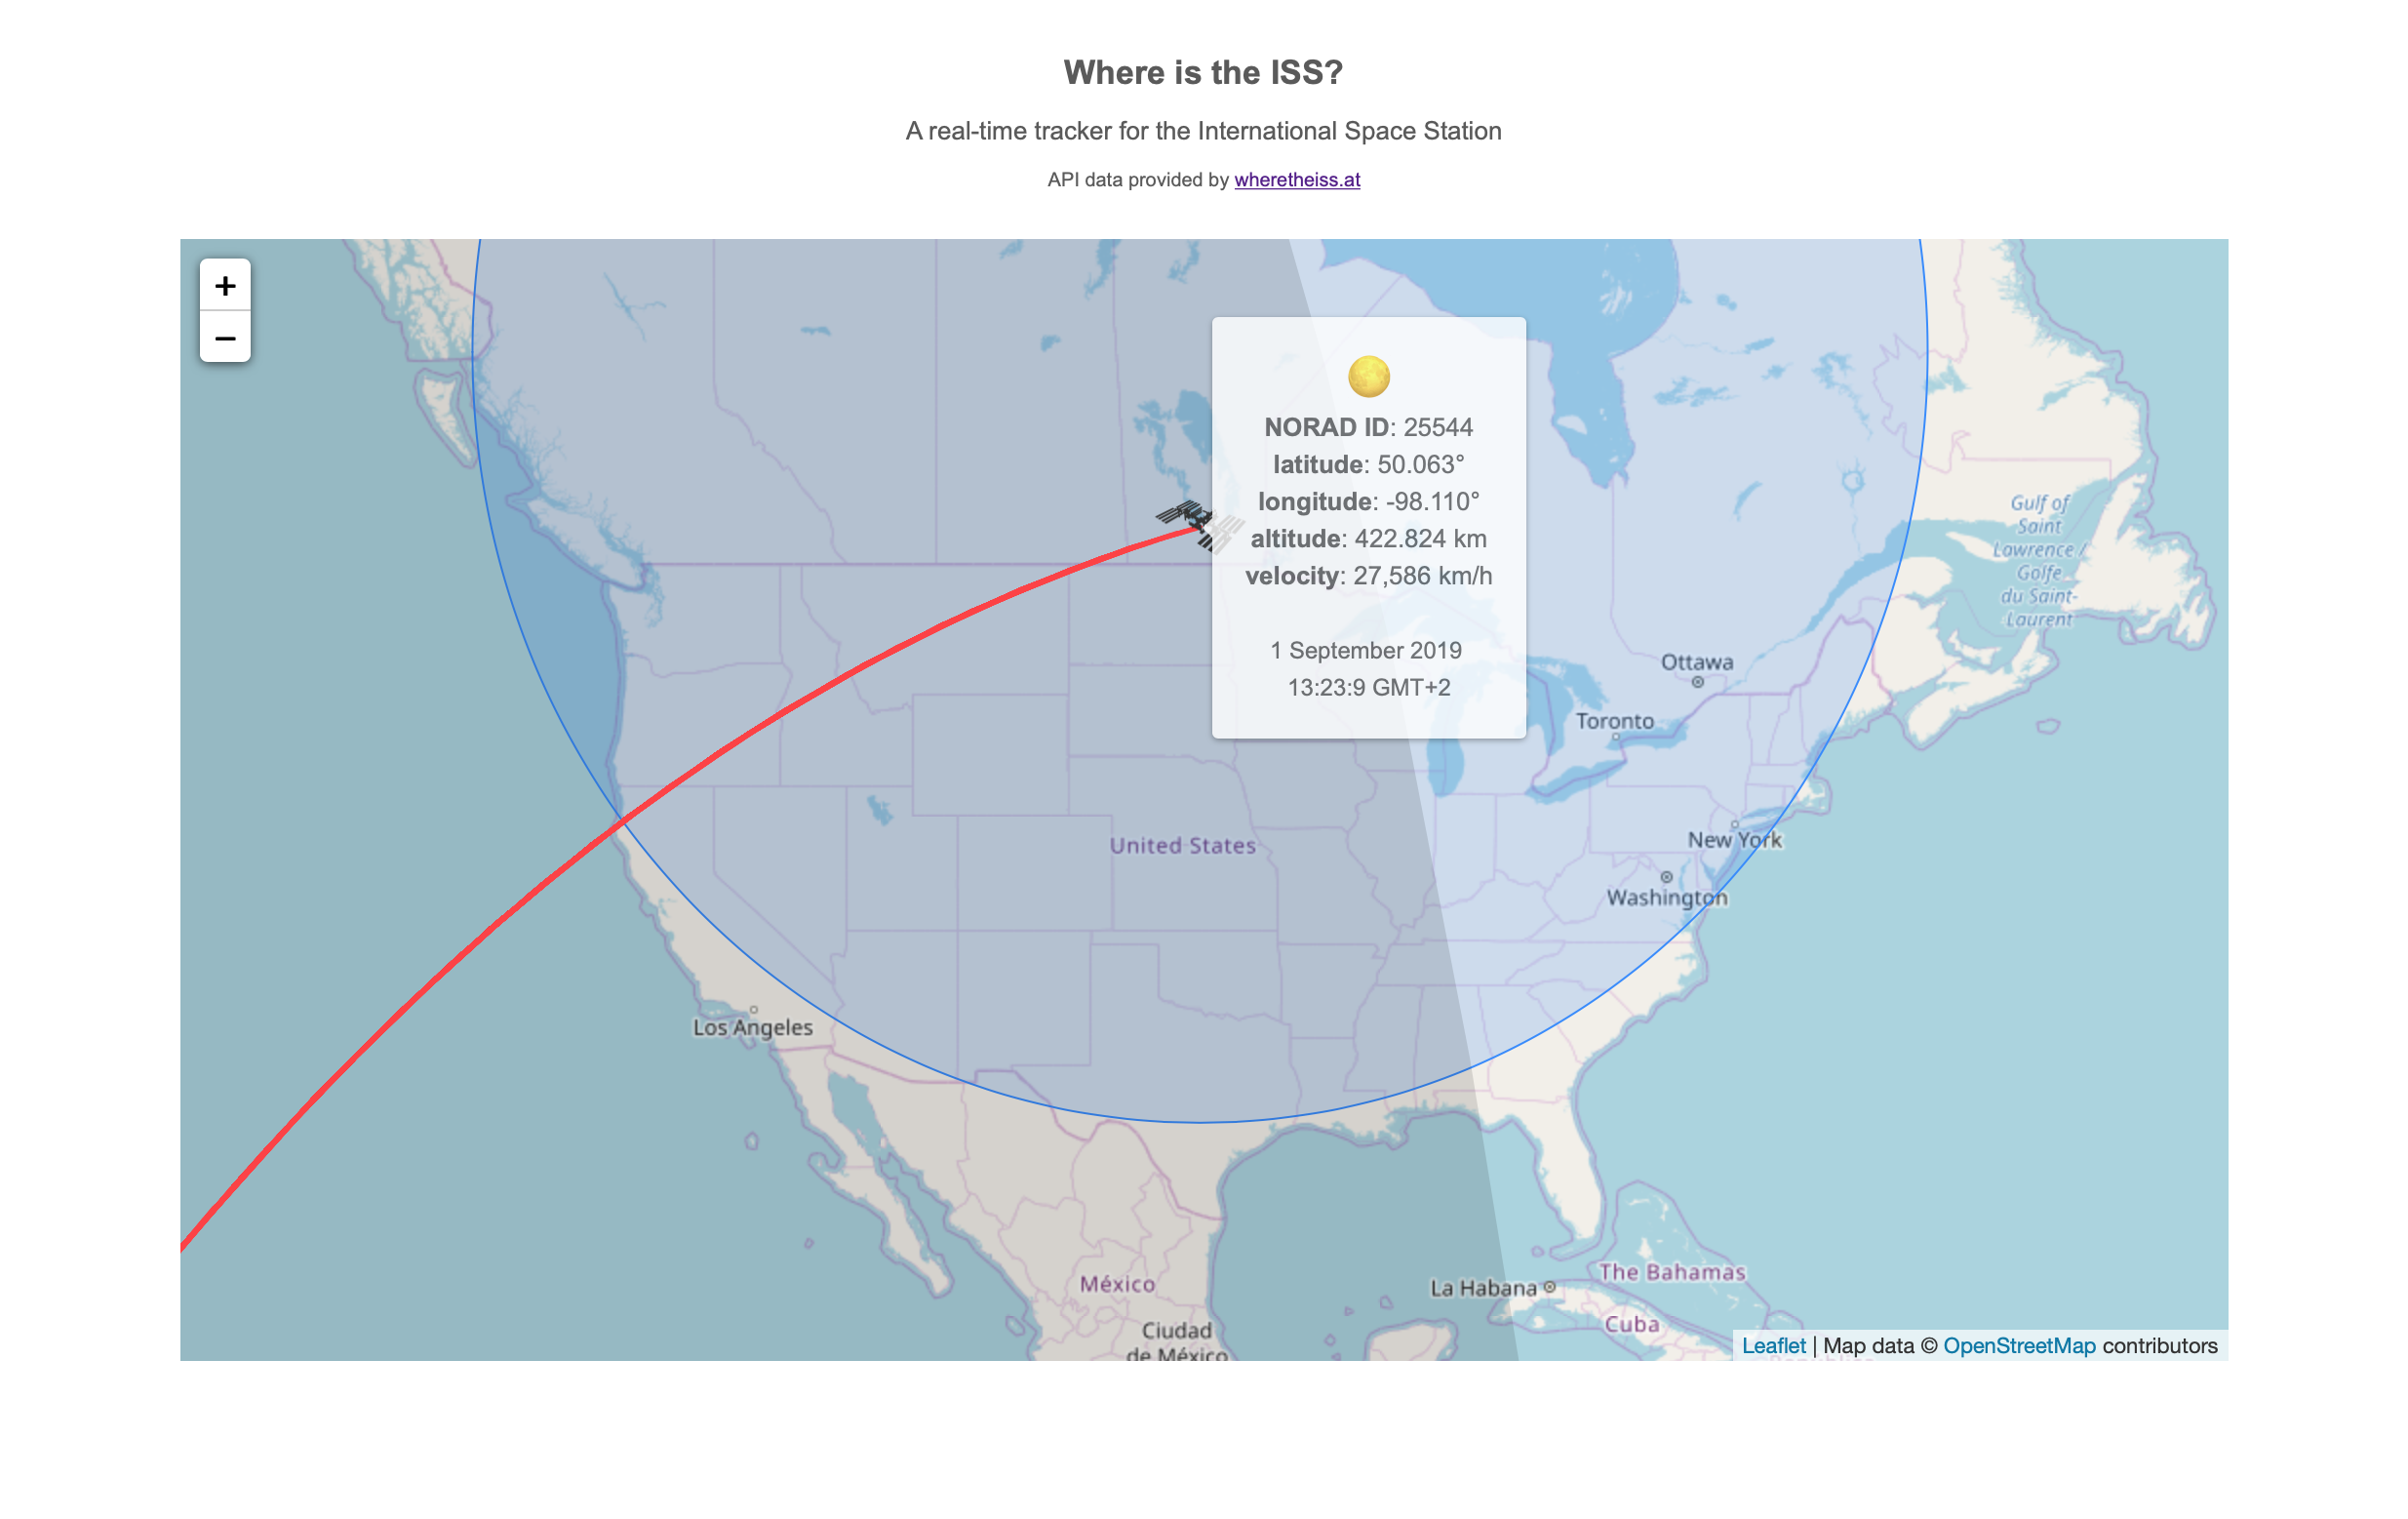 Where is the ISS?
A real-time tracker for the International Space Station
API data provided by wheretheiss.at
+
−
NORAD ID: 25544
latitude: 50.063°
longitude: -98.110°
altitude: 422.824 km
velocity: 27,586 km/h
1 September 2019
13:23:9 GMT+2
Gulf of
Saint
Lawrence /
Golfe
du Saint-
Laurent
Ottawa
Toronto
New York
United States
Washington
Los Angeles
México
La Habana
The Bahamas
Cuba
Ciudad
de México
Leaflet | Map data © OpenStreetMap contributors